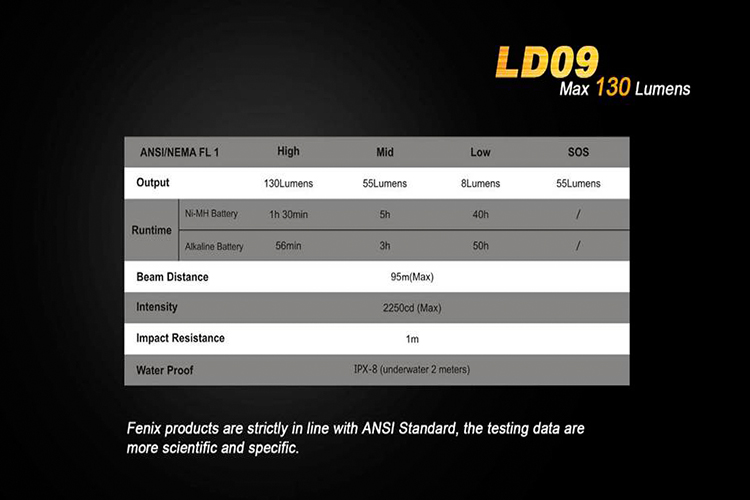 LD09
Max 130 Lumens
ANSI/NEMA FL 1 High Mid Low SOS
Output 130Lumens 55Lumens 8Lumens 55Lumens
Runtime
Ni-MH Battery 1h 30min 5h 40h /
Alkaline Battery 56min 3h 50h /
Beam Distance 95m(Max)
Intensity 2250cd (Max)
Impact Resistance 1m
Water Proof IPX-8 (underwater 2 meters)
Fenix products are strictly in line with ANSI Standard, the testing data are
more scientific and specific.